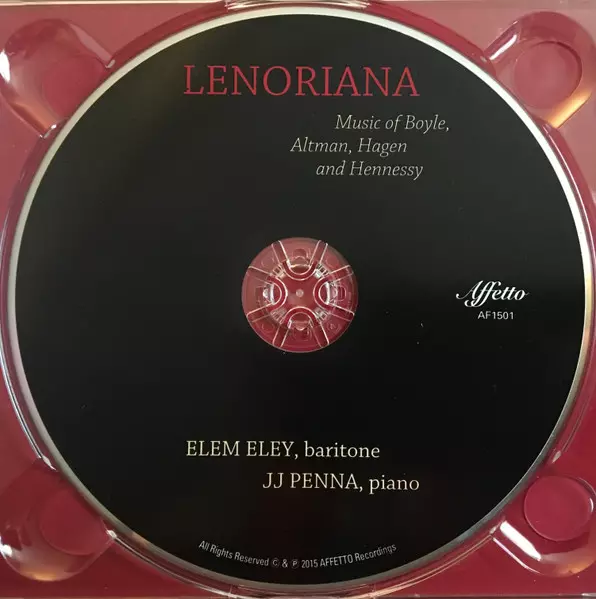 LENORIANA
Music of Boyle,
Altman, Hagen
and Hennessy
Affetto
AF1501
ELEM ELEY, baritone
JJ PENNA, piano
All Rights Reserved © & ℗ 2015 AFFETTO Recordings